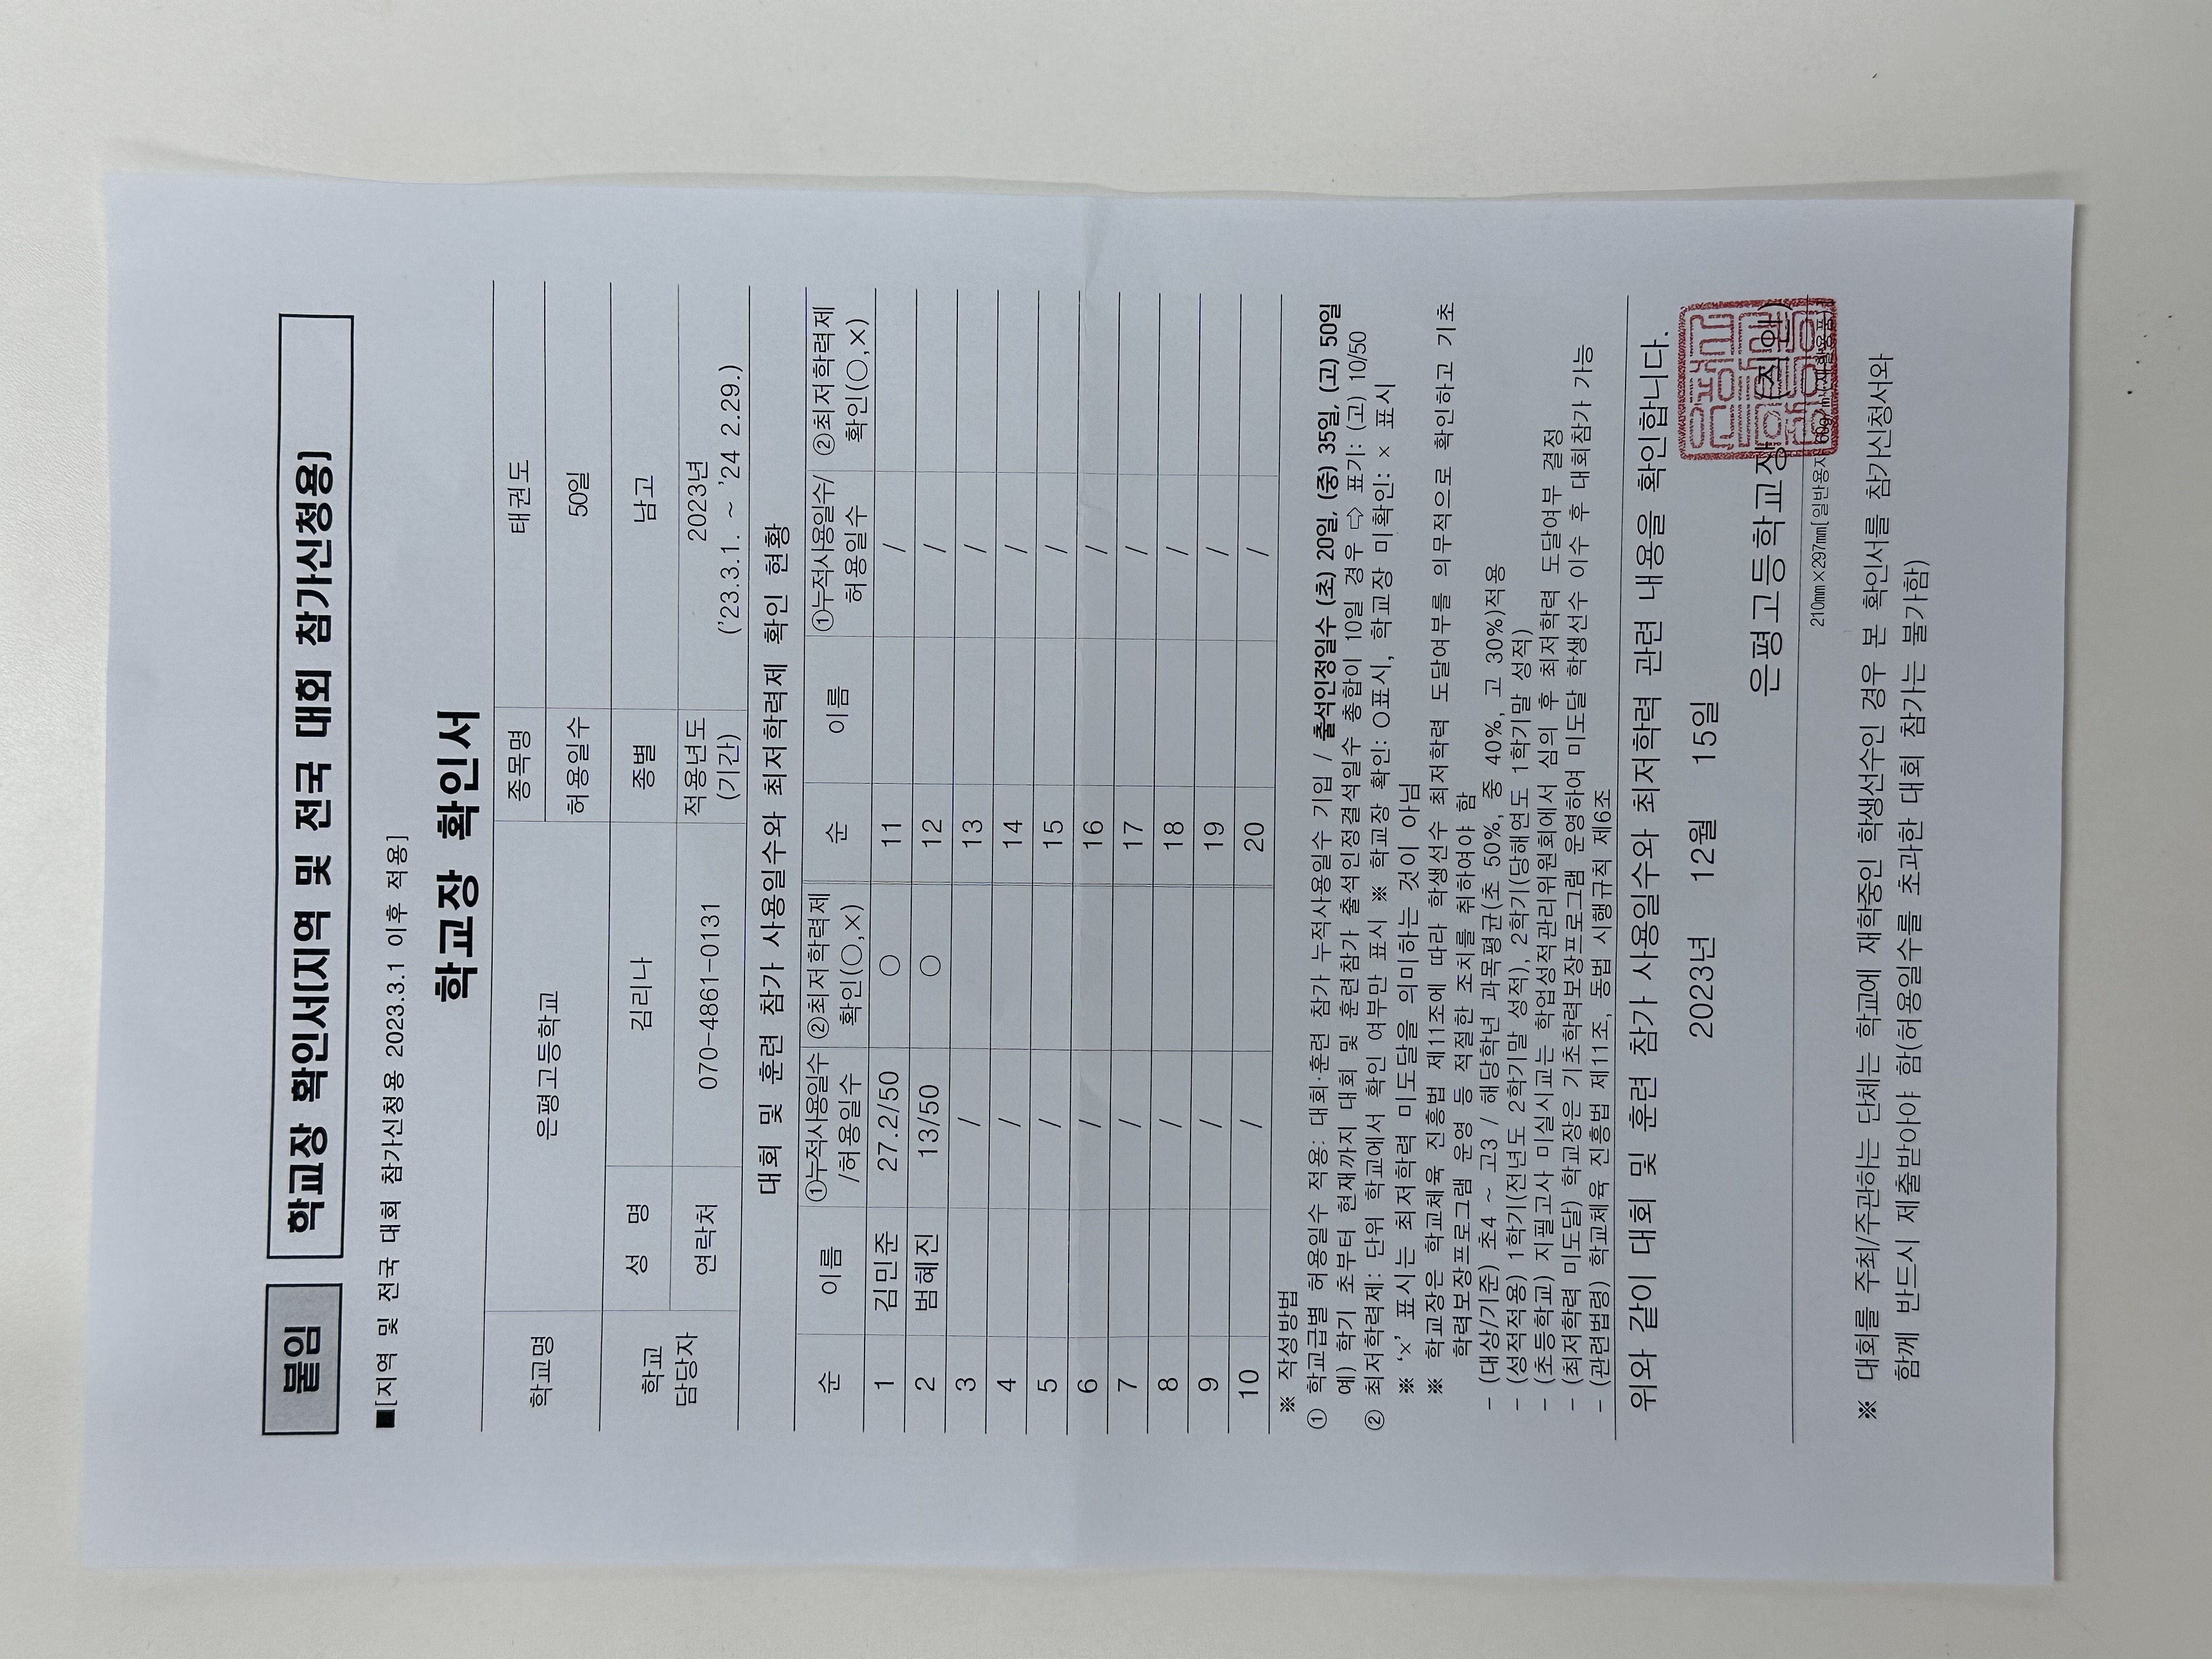 붙임 학교장 확인서(지역 및 전국 대회 참가신청용)
■[지역 및 전국 대회 참가신청용 2023.3.1 이후 적용]
학교장 확인서
학교명 은평고등학교 종목명 태권도
허용일수 50일
학교 담당자 성 명 김리나 종별 남고
연락처 070-4861-0131 적용년도 (기간) 2023년 ('23.3.1. ~ '24 2.29.)
대회 및 훈련 참가 사용일수와 최저학력제 확인 현황
순 이름 ①누적사용일수 /허용일수 ②최저학력제 확인(○,×) 순 이름 ①누적사용일수/ 허용일수 ②최저학력제 확인(○,×)
1 김민준 27.2/50 ○ 11 /
2 범혜진 13/50 ○ 12 /
3 / 13 /
4 / 14 /
5 / 15 /
6 / 16 /
7 / 17 /
8 / 18 /
9 / 19 /
10 / 20 /
※ 작성방법
① 학교급별 허용일수 적용: 대회·훈련 참가 누적사용일수 기입 / 출석인정일수 (초) 20일, (중) 35일, (고) 50일
예) 학기 초부터 현재까지 대회 및 훈련참가 출석인정결석일수 총합이 10일 경우 ⇨ 표기: (고) 10/50
② 최저학력제: 단위 학교에서 확인 여부만 표시 ※ 학교장 확인: O표시, 학교장 미확인: × 표시
※ '×' 표시는 최저학력 미도달을 의미하는 것이 아님
※ 학교장은 학교체육 진흥법 제11조에 따라 학생선수 최저학력 도달여부를 의무적으로 확인하고 기초
학력보장프로그램 운영 등 적절한 조치를 취하여야 함
- (대상/기준) 초4 ~ 고3 / 해당학년 과목평균(초 50%, 중 40%, 고 30%)적용
- (성적적용) 1학기(전년도 2학기말 성적), 2학기(당해연도 1학기말 성적)
- (초등학교) 지필고사 미실시교는 학업성적관리위원회에서 심의 후 최저학력 도달여부 결정
- (최저학력 미도달) 학교장은 기초학력보장프로그램 운영하여 미도달 학생선수 이수 후 대회참가 가능
- (관련법령) 학교체육 진흥법 제11조, 동법 시행규칙 제6조
위와 같이 대회 및 훈련 참가 사용일수와 최저학력 관련 내용을 확인합니다.
2023년 12월 15일
은평고등학교장 (직인)
210mm×297mm[일반용지 60g/㎡(재활용품)]
※ 대회를 주최/주관하는 단체는 학교에 재학중인 학생선수인 경우 본 확인서를 참가신청서와
함께 반드시 제출받아야 함(허용일수를 초과한 대회 참가는 불가함)